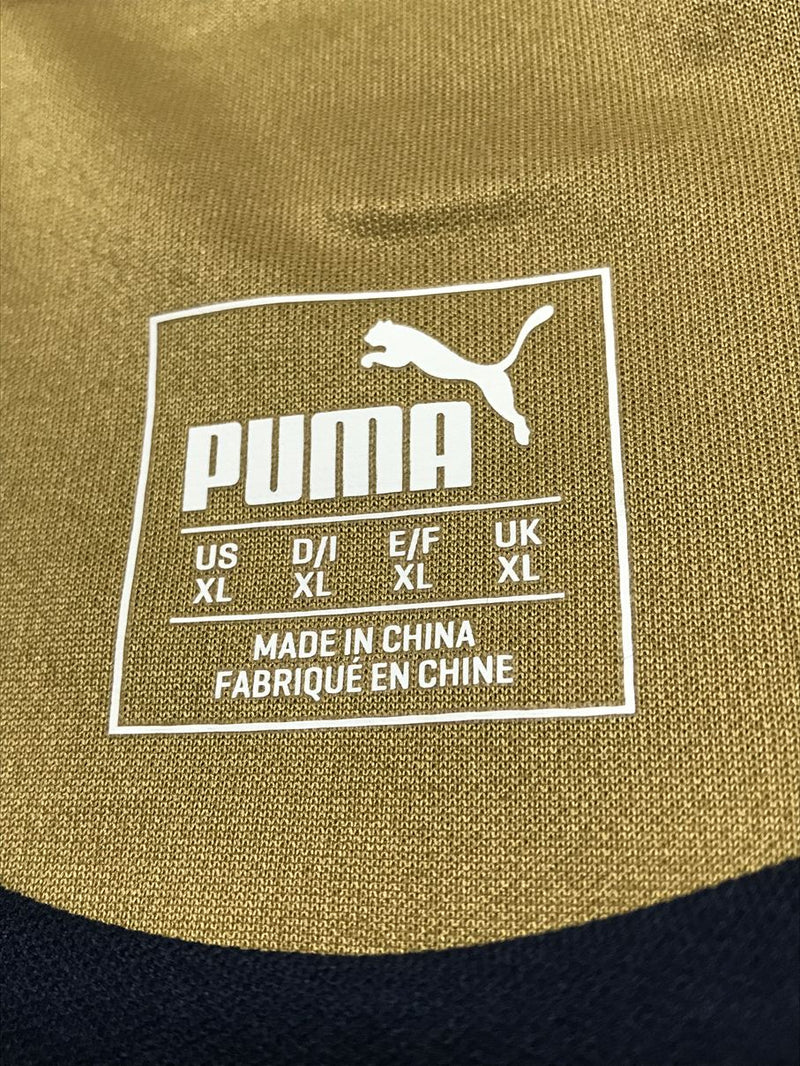 PUMA
US D/I E/F UK
XL XL XL XL
MADE IN CHINA
FABRIQUÉ EN CHINE